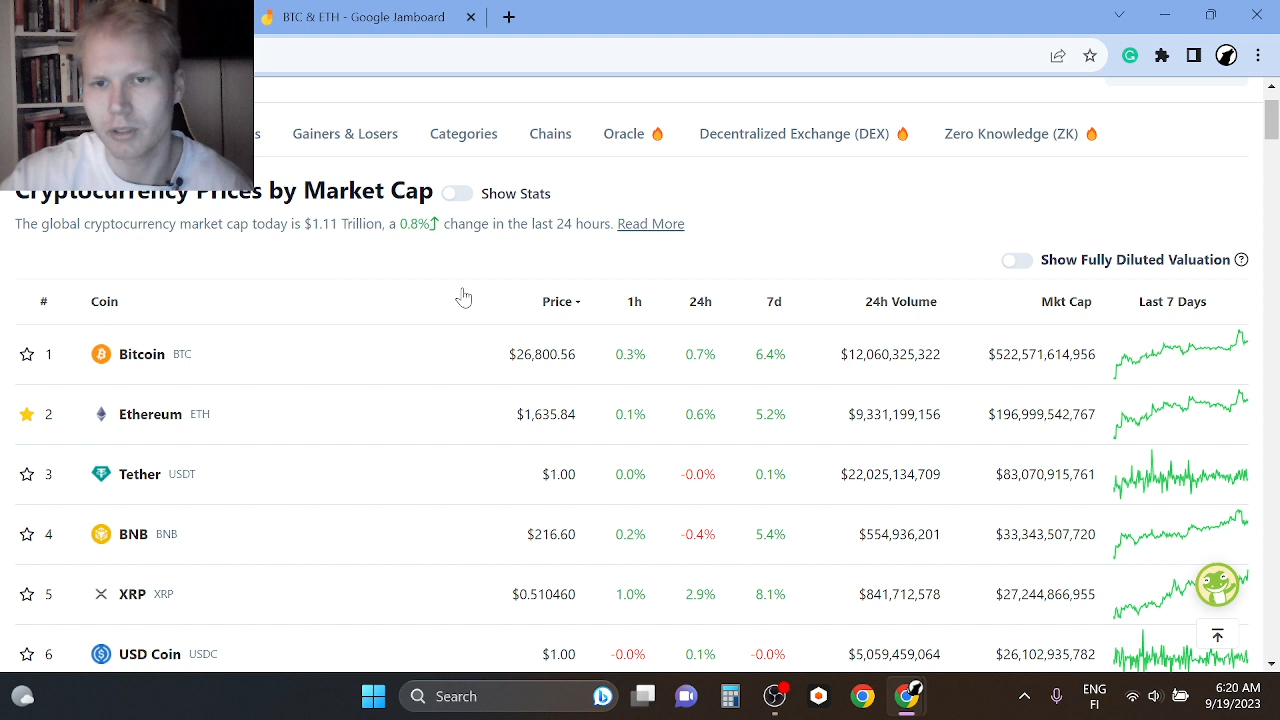 BTC & ETH - Google Jamboard
s Gainers & Losers Categories Chains Oracle Decentralized Exchange (DEX) Zero Knowledge (ZK)
Cryptocurrency Prices by Market Cap Show Stats
The global cryptocurrency market cap today is $1.11 Trillion, a 0.8% change in the last 24 hours. Read More
Show Fully Diluted Valuation ?
# Coin Price 1h 24h 7d 24h Volume Mkt Cap Last 7 Days
1 Bitcoin BTC $26,800.56 0.3% 0.7% 6.4% $12,060,325,322 $522,571,614,956
2 Ethereum ETH $1,635.84 0.1% 0.6% 5.2% $9,331,199,156 $196,999,542,767
3 Tether USDT $1.00 0.0% -0.0% 0.1% $22,025,134,709 $83,070,915,761
4 BNB BNB $216.60 0.2% -0.4% 5.4% $554,936,201 $33,343,507,720
5 XRP XRP $0.510460 1.0% 2.9% 8.1% $841,712,578 $27,244,866,955
6 USD Coin USDC $1.00 -0.0% 0.1% -0.0% $5,059,459,064 $26,102,935,782
Search ENG 6:20 AM
FI 9/19/2023